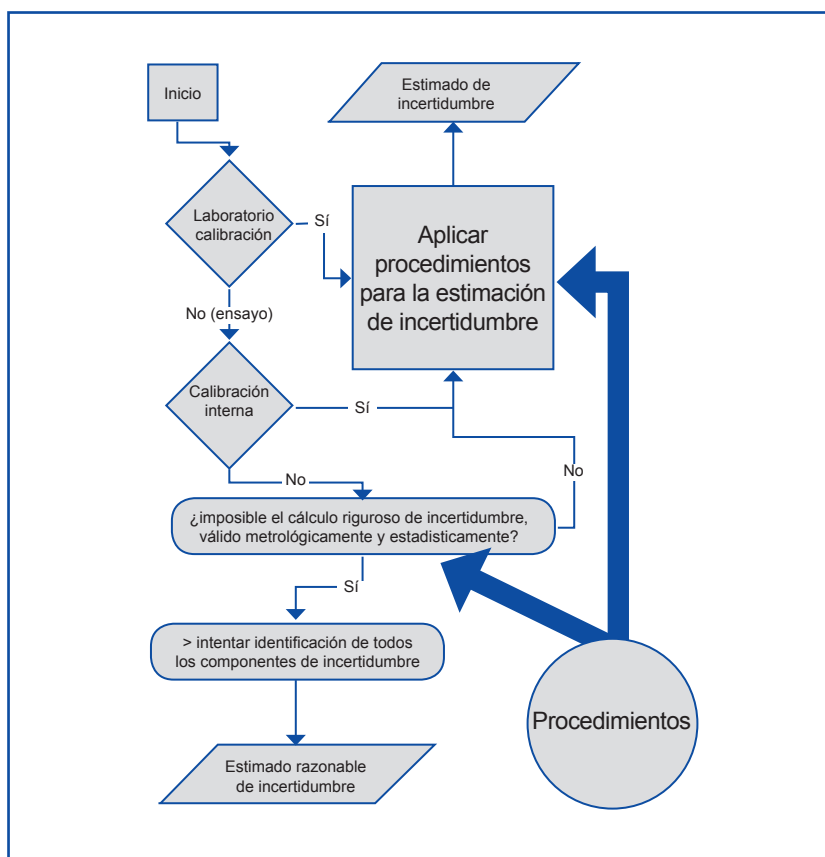 Inicio
Estimado de
incertidumbre
Laboratorio
calibración
Sí
Aplicar
procedimientos
para la estimación
de incertidumbre
No (ensayo)
Calibración
interna
Sí
No
No
¿imposible el cálculo riguroso de incertidumbre,
válido metrológicamente y estadisticamente?
Sí
> intentar identificación de todos
los componentes de incertidumbre
Procedimientos
Estimado razonable
de incertidumbre